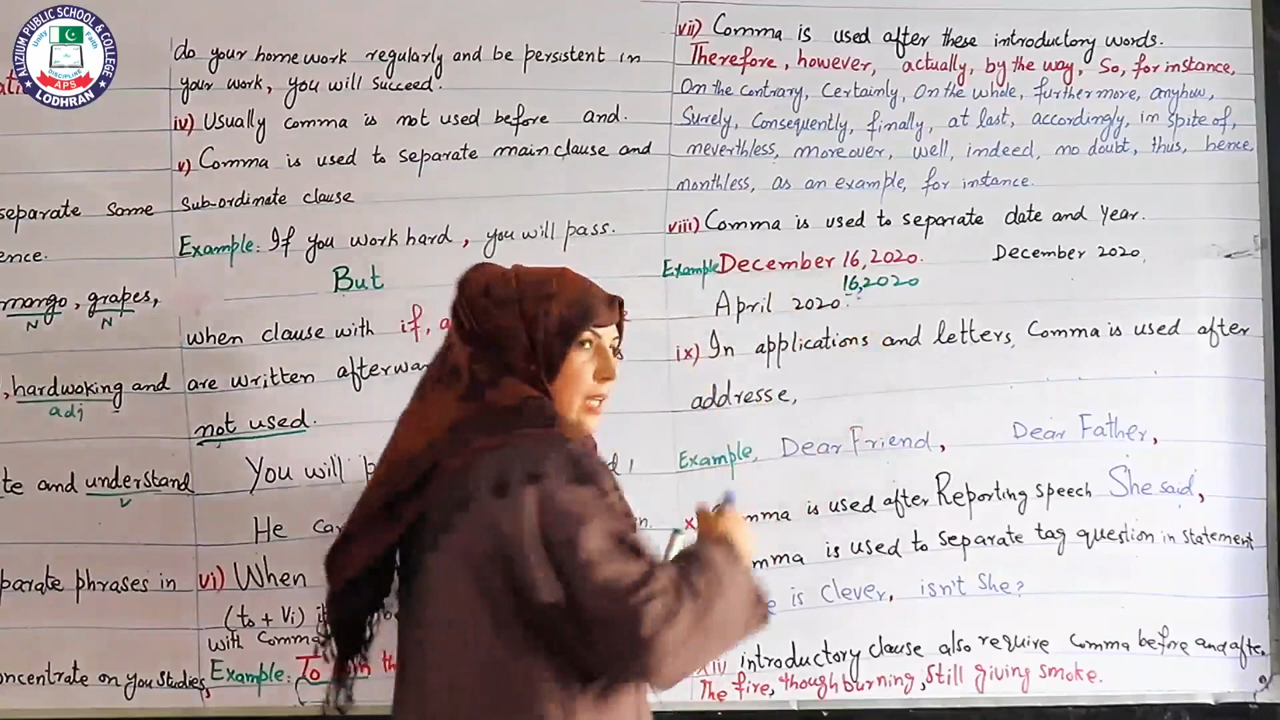 ALIZIUM PUBLIC SCHOOL & COLLEGE
Unity
Faith
DISCIPLINE
APS
LODHRAN
separate some
ence.
mango, grapes,
N N
, hardwoking and
adj
te and understand
V
parate phrases in
oncentrate on you studies,
do your homework regularly and be persistent in
your work, you will succeed.
iv) Usually comma is not used before and.
v) Comma is used to separate main clause and
Sub-ordinate clause
Example: If you work hard, you will pass.
But
when clause with if,
are written afterwa
not used.
You will
He
vi) When
(to + V1)
with Comma
Example: To
vii) Comma is used after these introductory words.
Therefore, however, actually, by the way, So, for instance,
On the contrary, Certainly, On the whole, furthermore, anyhow,
Surely, Consequently, finally, at last, accordingly, in spite of,
neverthless, moreover, well, indeed, no doubt, thus, hence
nonthless, as an example, for instance.
viii) Comma is used to separate date and year.
Example December 16, 2020. December 2020,
16,2020
April 2020.
ix) In applications and letters, Comma is used after
addresse,
Example, Dear Friend, Dear Father,
x mma is used after Reporting speech She said,
mma is used to separate tag question in statement
e is Clever, isn't She?
xiv introductory clause also require comma before and after
The fire, though burning, still giving smoke.